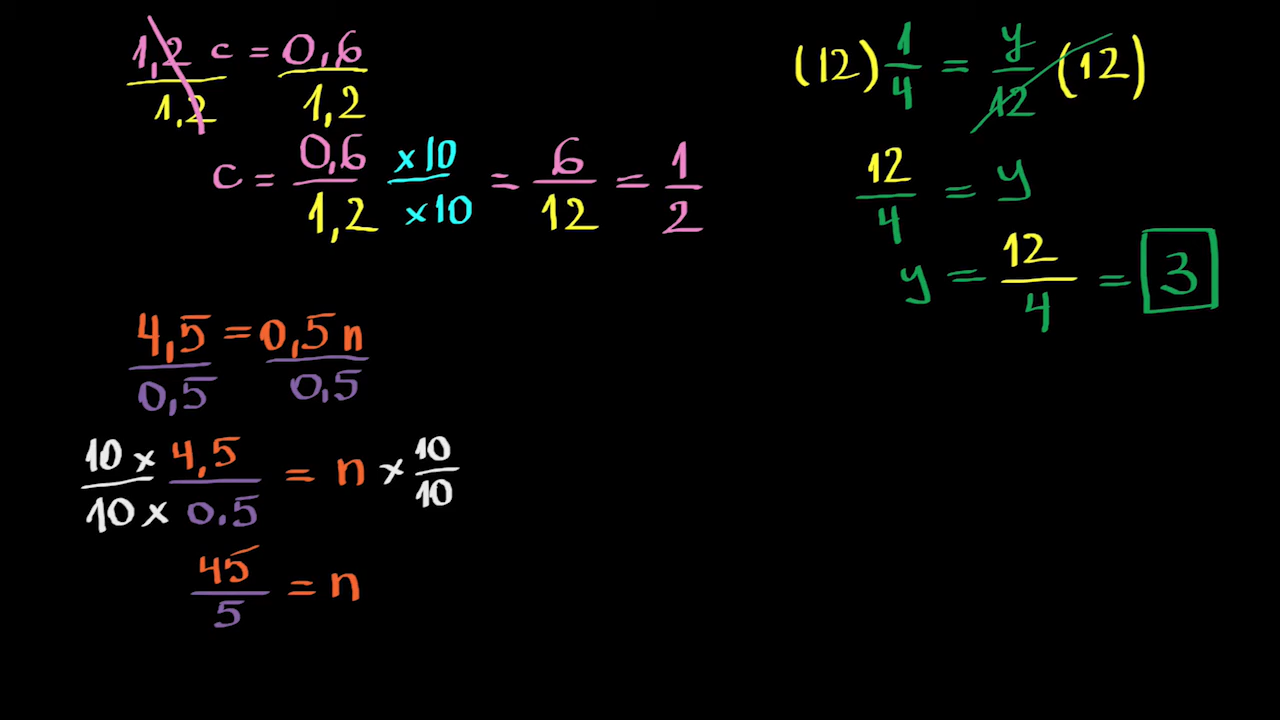 1,2 c = 0,6
1,2 1,2
c = 0,6/1,2 x 10/x 10 = 6/12 = 1/2
4,5 = 0,5 n
0,5 0,5
10 x 4,5/10 x 0.5 = n x 10/10
45/5 = n
(12) 1/4 = y/12 (12)
12/4 = y
y = 12/4 = 3